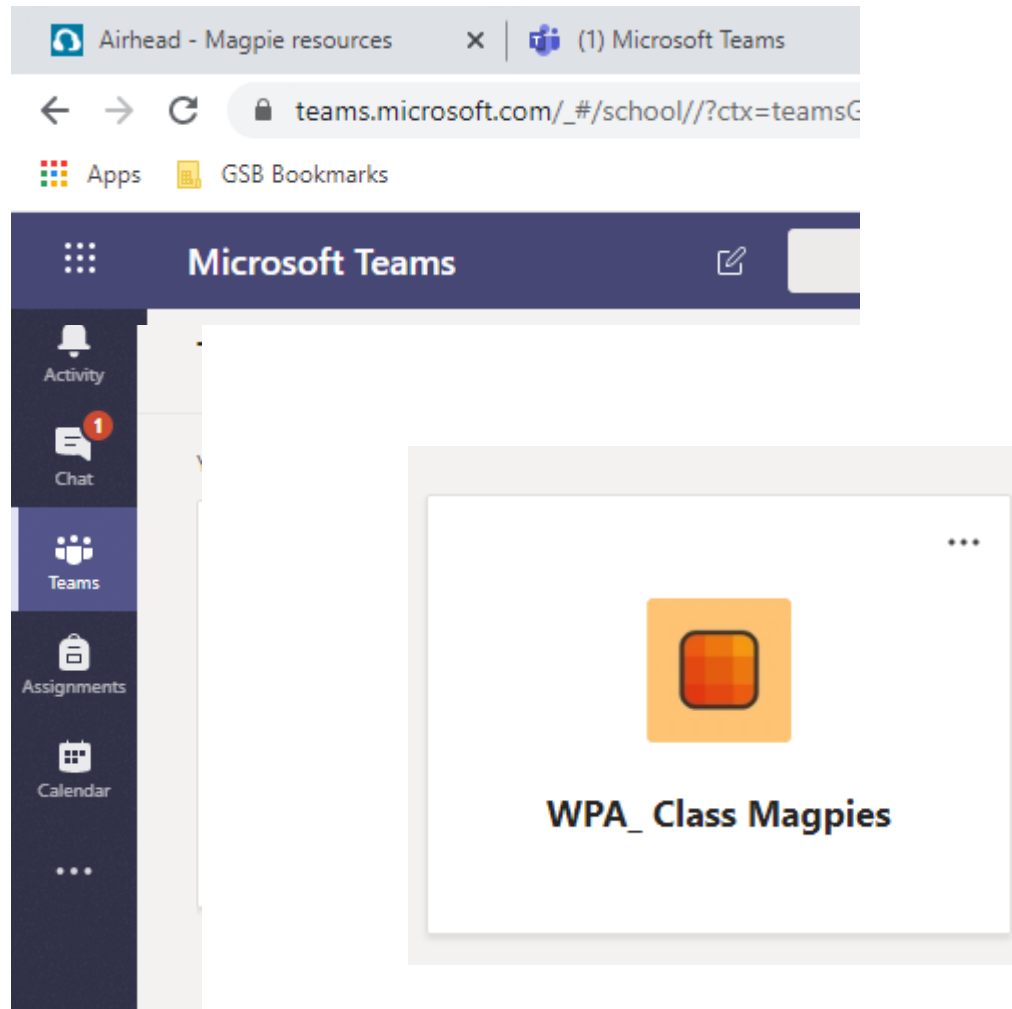 Airhead - Magpie resources
(1) Microsoft Teams
teams.microsoft.com/_#/school//?ctx=teamsG
Apps
GSB Bookmarks
Microsoft Teams
Activity
1
Chat
Teams
Assignments
Calendar
WPA_ Class Magpies